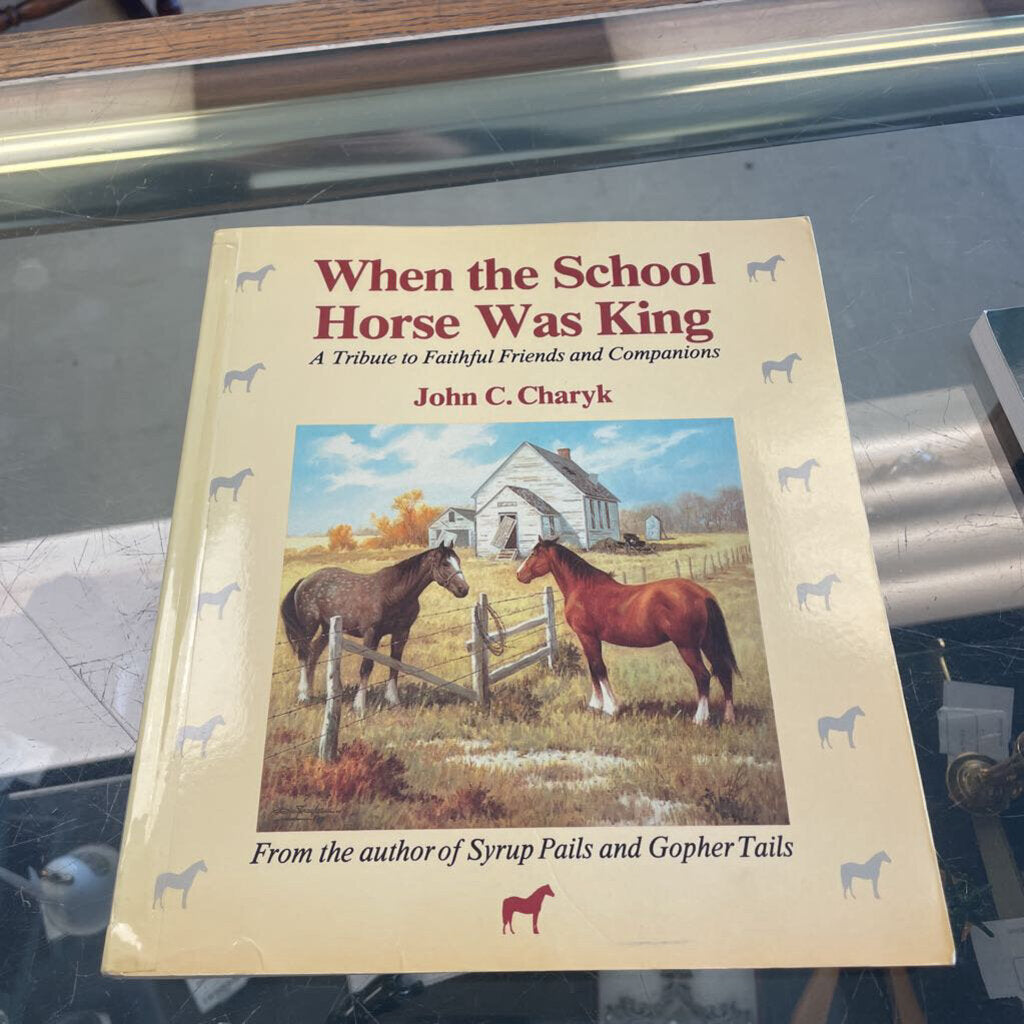 When the School
Horse Was King
A Tribute to Faithful Friends and Companions
John C. Charyk
From the author of Syrup Pails and Gopher Tails